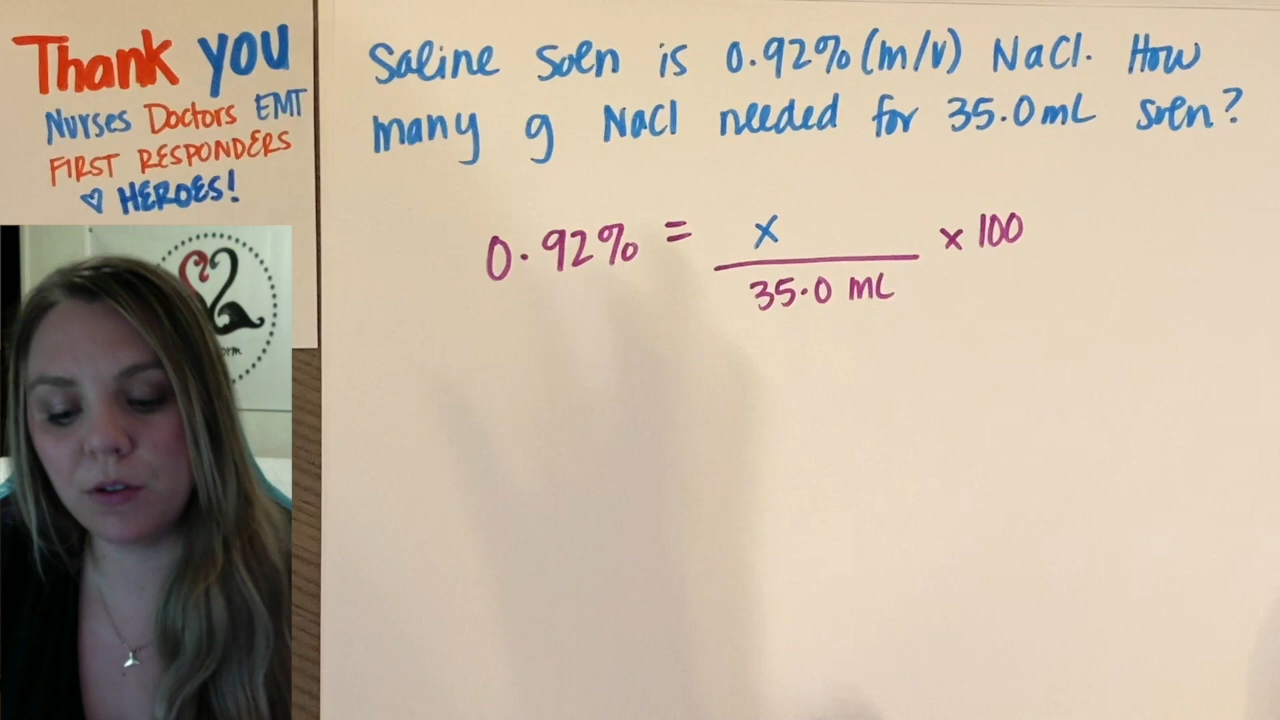 Thank you
Nurses Doctors EMT
FIRST RESPONDERS
♡ HEROES!
Saline soln is 0.92% (m/v) NaCl. How
many g NaCl needed for 35.0 mL soln?
0.92% = x × 100
35.0 mL